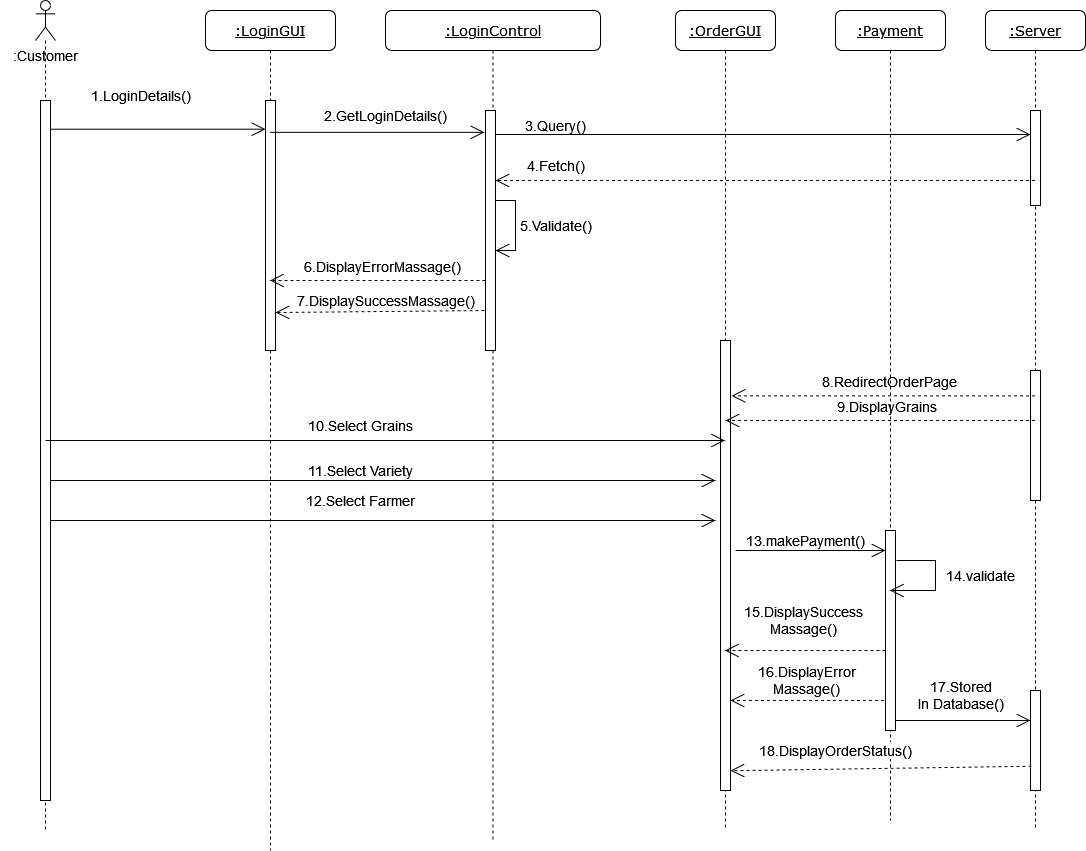 :LoginGUI
:LoginControl
:OrderGUI
:Payment
:Server
:Customer
1.LoginDetails()
2.GetLoginDetails()
3.Query()
4.Fetch()
5.Validate()
6.DisplayErrorMassage()
7.DisplaySuccessMassage()
8.RedirectOrderPage
9.DisplayGrains
10.Select Grains
11.Select Variety
12.Select Farmer
13.makePayment()
14.validate
15.DisplaySuccess
Massage()
16.DisplayError
Massage()
17.Stored
In Database()
18.DisplayOrderStatus()